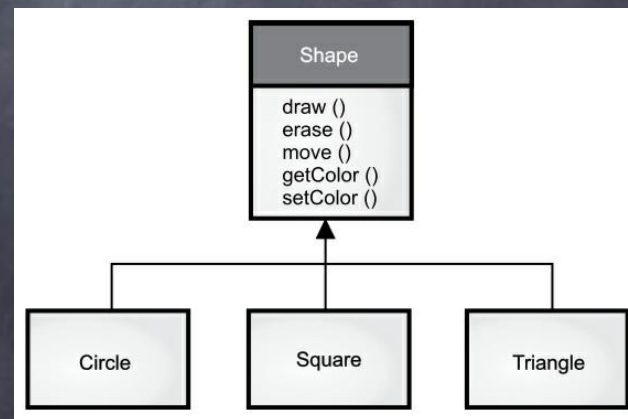 Shape
draw ()
erase ()
move ()
getColor ()
setColor ()
Circle
Square
Triangle